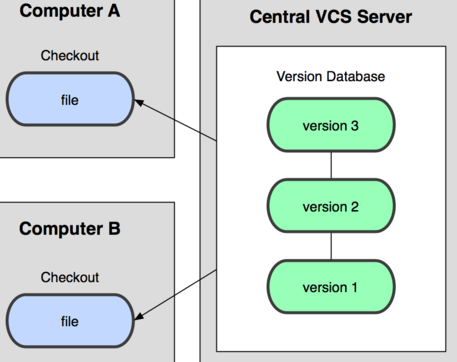 Computer A
Checkout
file
Computer B
Checkout
file
Central VCS Server
Version Database
version 3
version 2
version 1